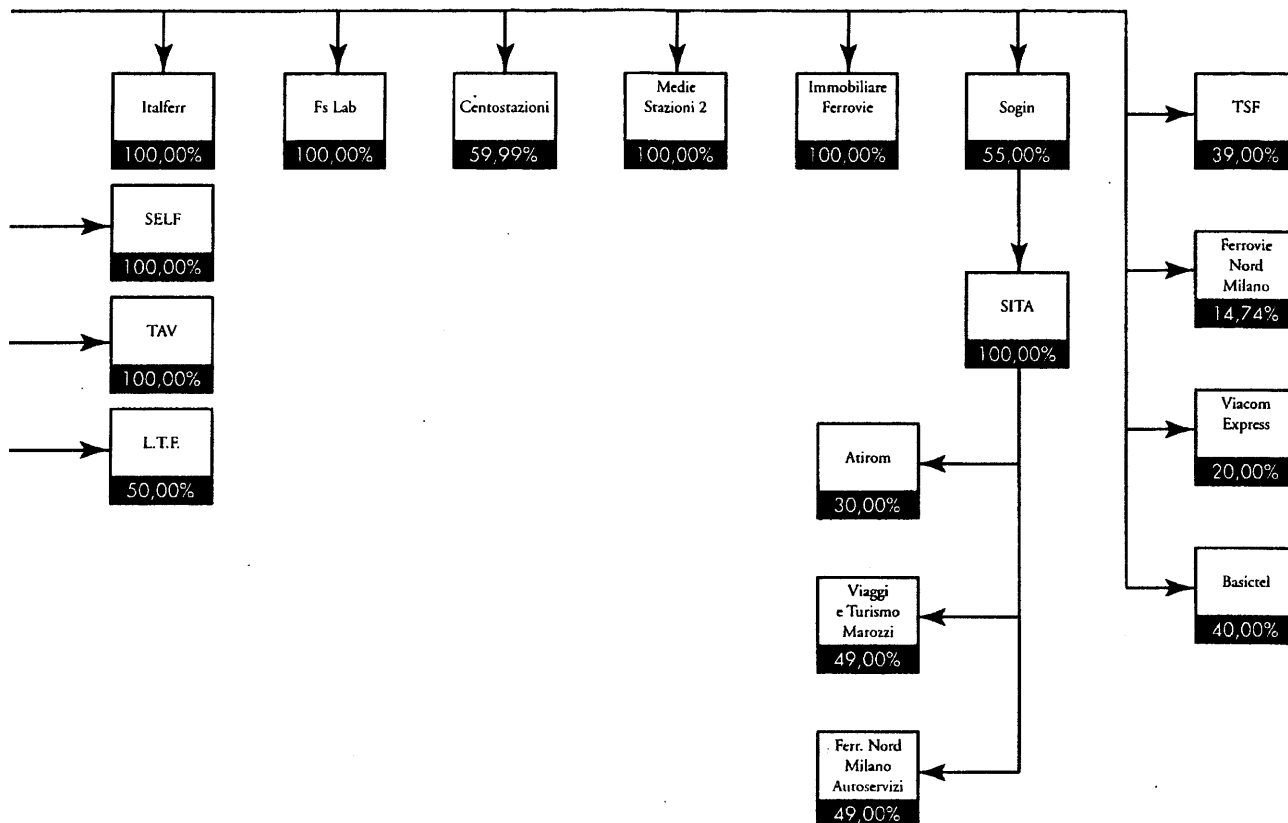 Italferr
100,00%
Fs Lab
100,00%
Centostazioni
59,99%
Medie
Stazioni 2
100,00%
Immobiliare
Ferrovie
100,00%
Sogin
55,00%
TSF
39,00%
SELF
100,00%
Ferrovie
Nord
Milano
14,74%
SITA
100,00%
TAV
100,00%
L.T.F.
50,00%
Viacom
Express
20,00%
Atirom
30,00%
Viaggi
e Turismo
Marozzi
49,00%
Basictel
40,00%
Ferr. Nord
Milano
Autoservizi
49,00%